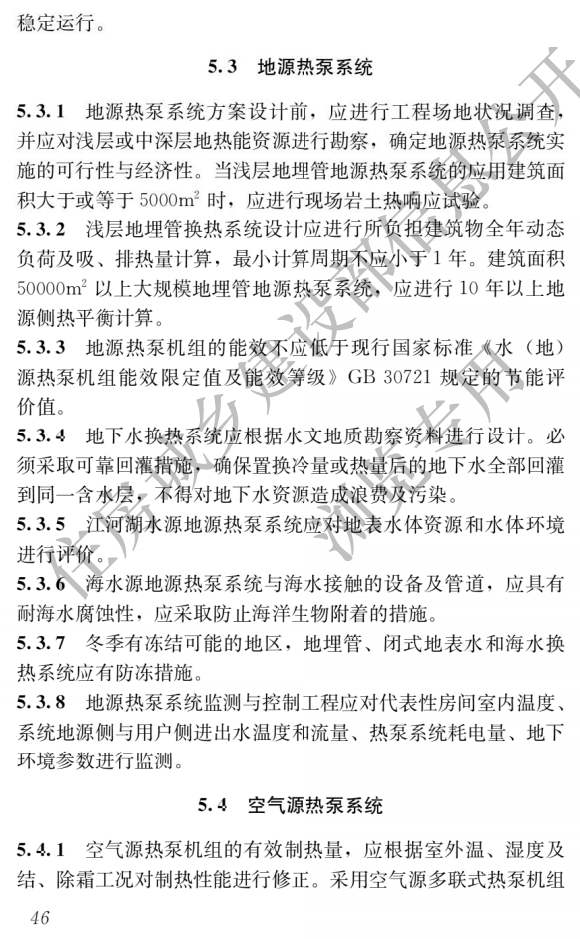 稳定运行。
5.3 地源热泵系统
5.3.1 地源热泵系统方案设计前，应进行工程场地状况调查，
并应对浅层或中深层地热能资源进行勘察，确定地源热泵系统实
施的可行性与经济性。当浅层地埋管地源热泵系统的应用建筑面
积大于或等于 5000m² 时，应进行现场岩土热响应试验。
5.3.2 浅层地埋管换热系统设计应进行所负担建筑物全年动态
负荷及吸、排热量计算，最小计算周期不应小于 1 年。建筑面积
50000m² 以上大规模地埋管地源热泵系统，应进行 10 年以上地
源侧热平衡计算。
5.3.3 地源热泵机组的能效不应低于现行国家标准《水（地）
源热泵机组能效限定值及能效等级》GB 30721 规定的节能评
价值。
5.3.4 地下水换热系统应根据水文地质勘察资料进行设计。必
须采取可靠回灌措施，确保置换冷量或热量后的地下水全部回灌
到同一含水层，不得对地下水资源造成浪费及污染。
5.3.5 江河湖水源地源热泵系统应对地表水体资源和水体环境
进行评价。
5.3.6 海水源地源热泵系统与海水接触的设备及管道，应具有
耐海水腐蚀性，应采取防止海洋生物附着的措施。
5.3.7 冬季有冻结可能的地区，地埋管、闭式地表水和海水换
热系统应有防冻措施。
5.3.8 地源热泵系统监测与控制工程应对代表性房间室内温度、
系统地源侧与用户侧进出水温度和流量、热泵系统耗电量、地下
环境参数进行监测。
5.4 空气源热泵系统
5.4.1 空气源热泵机组的有效制热量，应根据室外温、湿度及
结、除霜工况对制热性能进行修正。采用空气源多联式热泵机组
46
住房城乡建设部信息公开
浏览专用